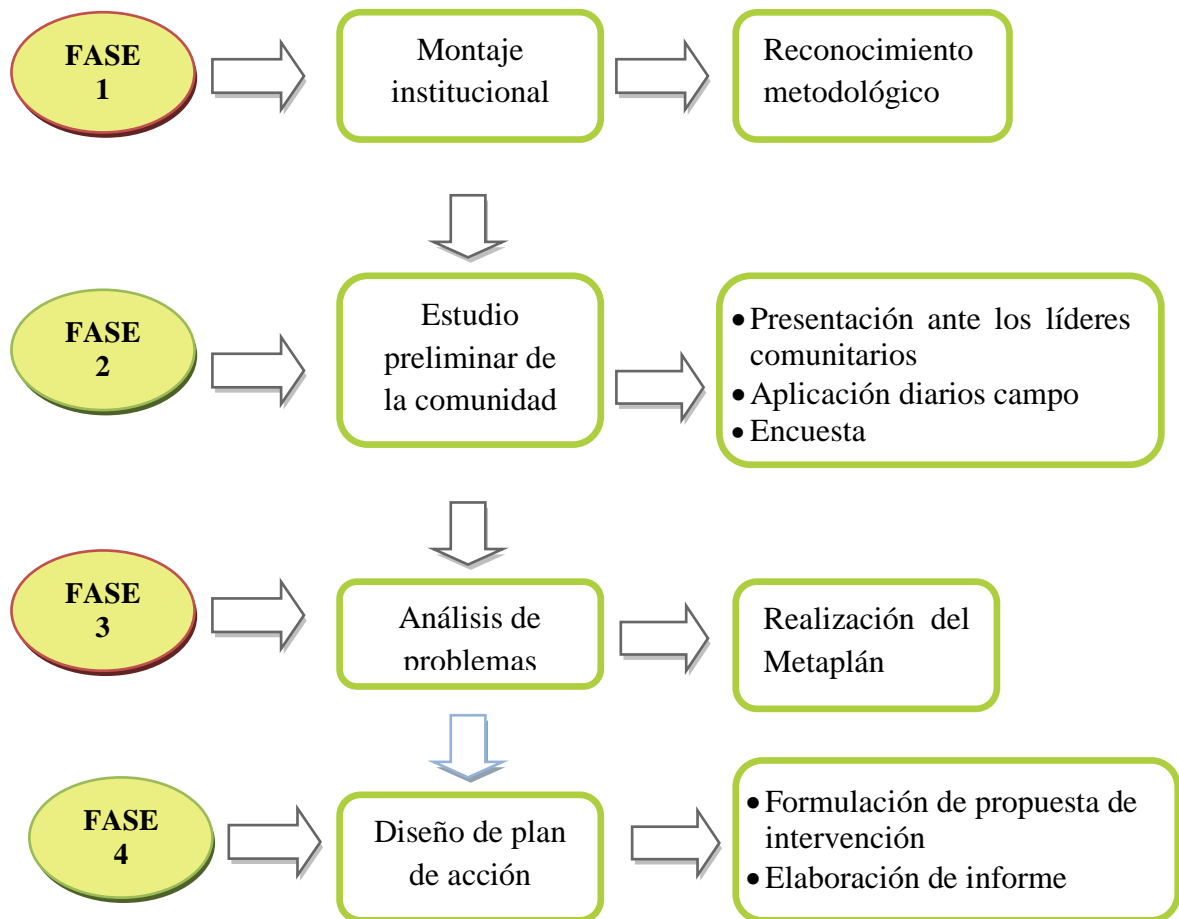 FASE
1
Montaje
institucional
Reconocimiento
metodológico
FASE
2
Estudio
preliminar de
la comunidad
• Presentación ante los líderes
comunitarios
• Aplicación diarios campo
• Encuesta
FASE
3
Análisis de
problemas
Realización del
Metaplán
FASE
4
Diseño de plan
de acción
• Formulación de propuesta de
intervención
• Elaboración de informe